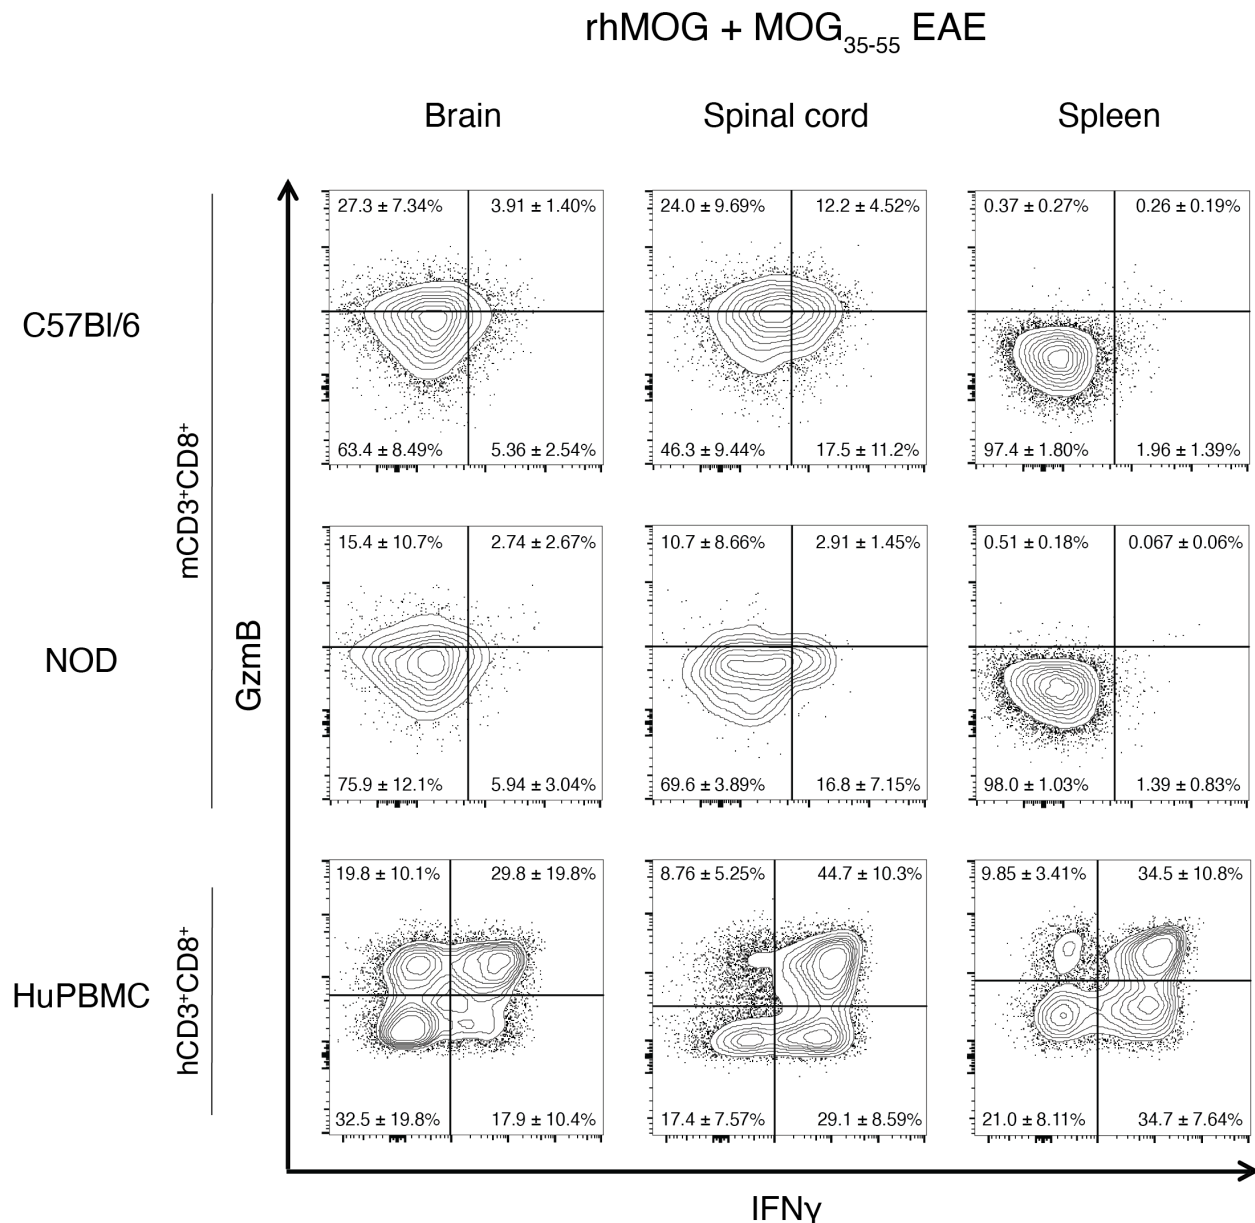 rhMOG + MOG35-55 EAE
Brain Spinal cord Spleen
C57Bl/6
27.3 ± 7.34% 3.91 ± 1.40% 24.0 ± 9.69% 12.2 ± 4.52% 0.37 ± 0.27% 0.26 ± 0.19%
63.4 ± 8.49% 5.36 ± 2.54% 46.3 ± 9.44% 17.5 ± 11.2% 97.4 ± 1.80% 1.96 ± 1.39%
mCD3+CD8+
NOD
15.4 ± 10.7% 2.74 ± 2.67% 10.7 ± 8.66% 2.91 ± 1.45% 0.51 ± 0.18% 0.067 ± 0.06%
75.9 ± 12.1% 5.94 ± 3.04% 69.6 ± 3.89% 16.8 ± 7.15% 98.0 ± 1.03% 1.39 ± 0.83%
GzmB
HuPBMC
hCD3+CD8+
19.8 ± 10.1% 29.8 ± 19.8% 8.76 ± 5.25% 44.7 ± 10.3% 9.85 ± 3.41% 34.5 ± 10.8%
32.5 ± 19.8% 17.9 ± 10.4% 17.4 ± 7.57% 29.1 ± 8.59% 21.0 ± 8.11% 34.7 ± 7.64%
IFNγ